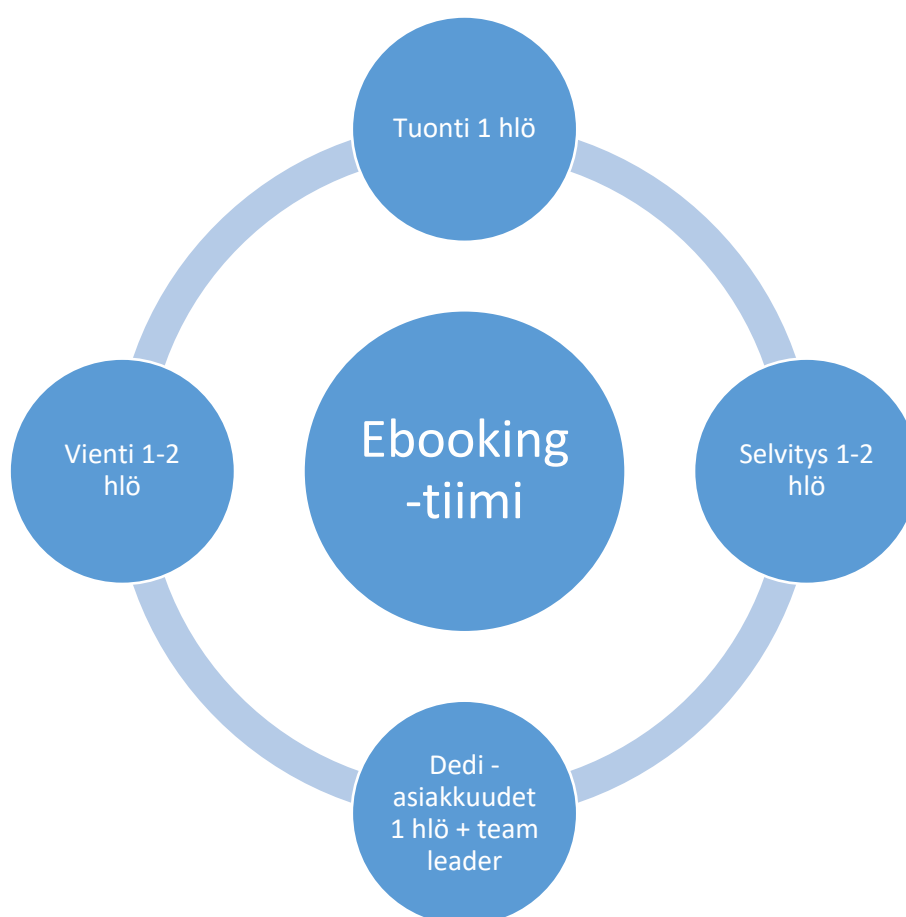 Tuonti 1 hlö
Ebooking
-tiimi
Vienti 1-2
hlö
Selvitys 1-2
hlö
Dedi -
asiakkuudet
1 hlö + team
leader